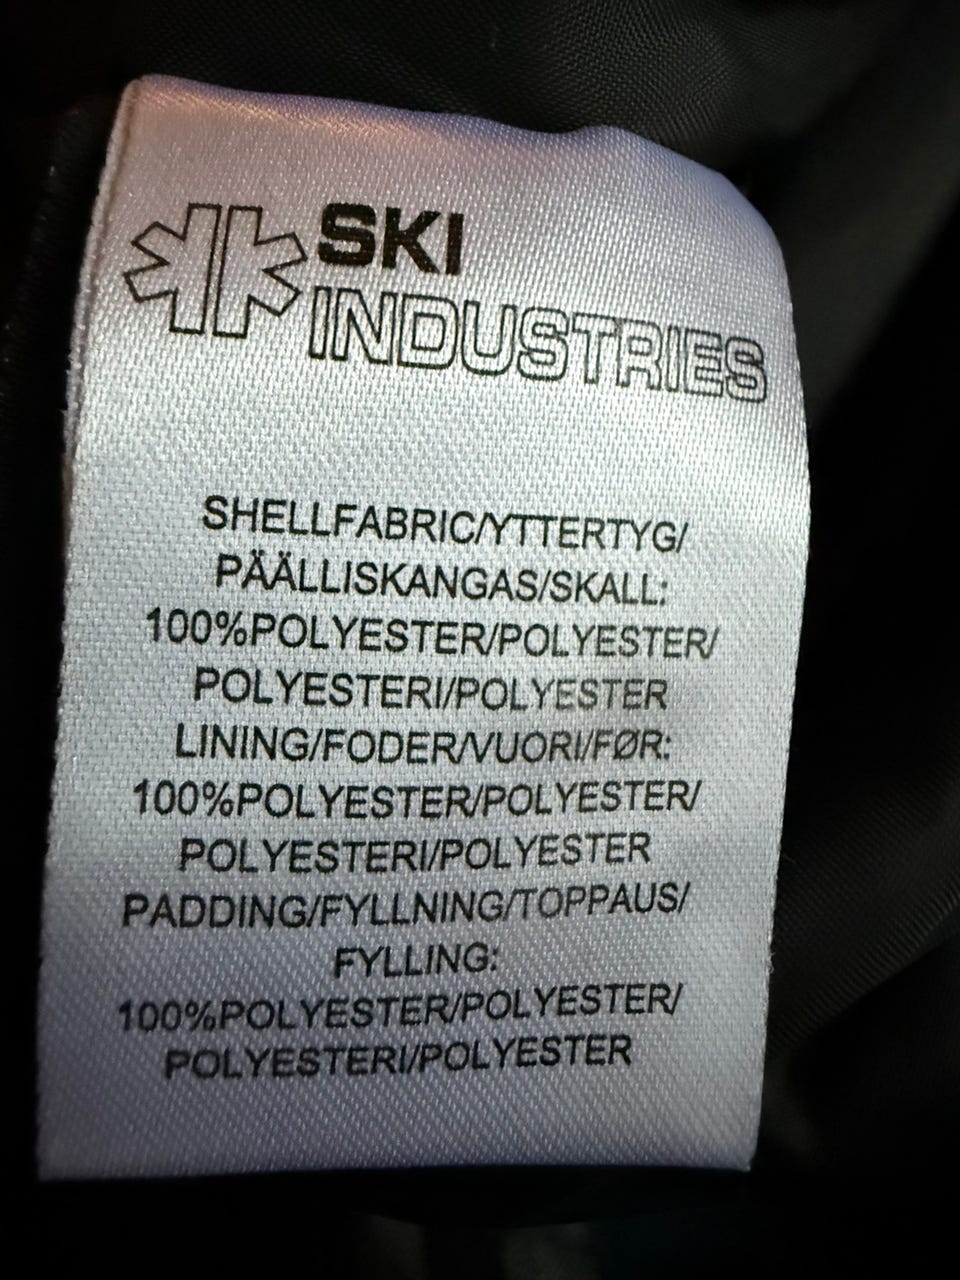 SKI
INDUSTRIES
SHELLFABRIC/YTTERTYG/
PÄÄLLISKANGAS/SKALL:
100%POLYESTER/POLYESTER/
POLYESTERI/POLYESTER
LINING/FODER/VUORI/FØR:
100%POLYESTER/POLYESTER/
POLYESTERI/POLYESTER
PADDING/FYLLNING/TOPPAUS/
FYLLING:
100%POLYESTER/POLYESTER/
POLYESTERI/POLYESTER